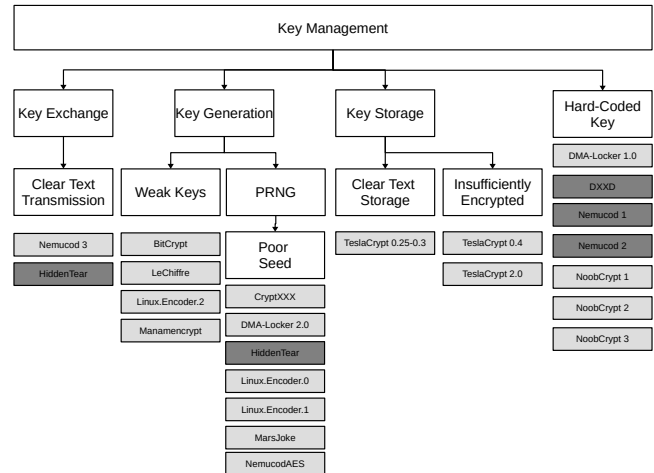 Key Management
Key Exchange
Key Generation
Key Storage
Hard-Coded
Key
Clear Text
Transmission
Weak Keys
PRNG
Clear Text
Storage
Insufficiently
Encrypted
Poor
Seed
Nemucod 3
HiddenTear
BitCrypt
LeChiffre
Linux.Encoder.2
Manamencrypt
CryptXXX
DMA-Locker 2.0
HiddenTear
Linux.Encoder.0
Linux.Encoder.1
MarsJoke
NemucodAES
TeslaCrypt 0.25-0.3
TeslaCrypt 0.4
TeslaCrypt 2.0
DMA-Locker 1.0
DXXD
Nemucod 1
Nemucod 2
NoobCrypt 1
NoobCrypt 2
NoobCrypt 3